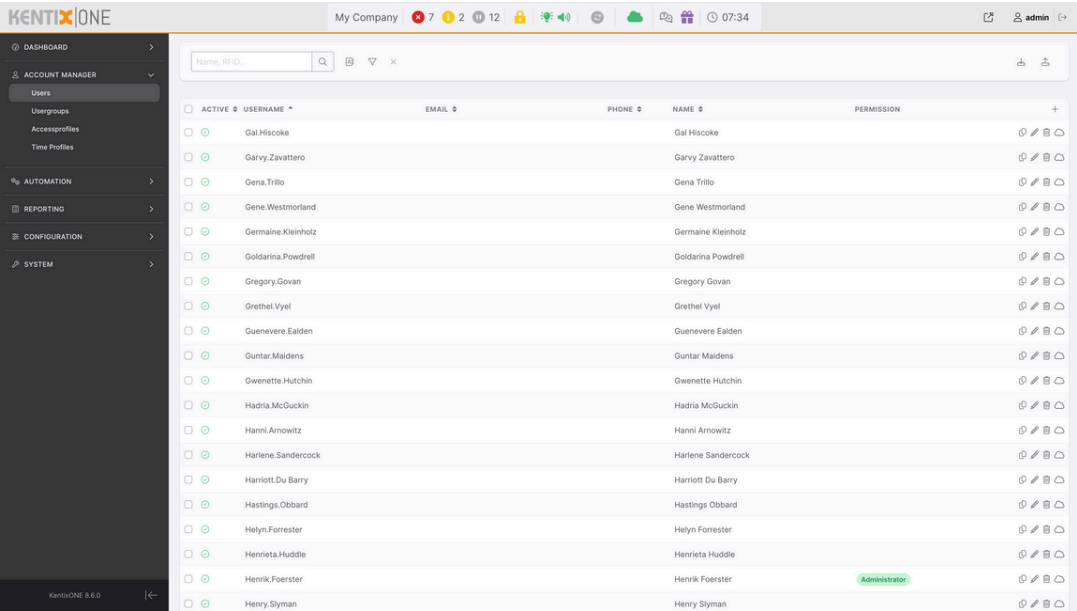 KENTIXONE
My Company 7 2 12 07:34 admin
DASHBOARD
ACCOUNT MANAGER
Users
Usergroups
Accessprofiles
Time Profiles
AUTOMATION
REPORTING
CONFIGURATION
SYSTEM
KentixONE 8.6.0
Name, RFID...
ACTIVE USERNAME EMAIL PHONE NAME PERMISSION
Gal.Hiscoke Gal Hiscoke
Garvy.Zavattero Garvy Zavattero
Gena.Trillo Gena Trillo
Gene.Westmorland Gene Westmorland
Germaine.Kleinholz Germaine Kleinholz
Goldarina.Powdrell Goldarina Powdrell
Gregory.Govan Gregory Govan
Grethel.Vyel Grethel Vyel
Guenevere.Ealden Guenevere Ealden
Guntar.Maidens Guntar Maidens
Gwenette.Hutchin Gwenette Hutchin
Hadria.McGuckin Hadria McGuckin
Hanni.Arnowitz Hanni Arnowitz
Harlene.Sandercock Harlene Sandercock
Harriott.Du Barry Harriott Du Barry
Hastings.Obbard Hastings Obbard
Helyn.Forrester Helyn Forrester
Henrieta.Huddle Henrieta Huddle
Henrik.Foerster Henrik Foerster Administrator
Henry.Slyman Henry Slyman